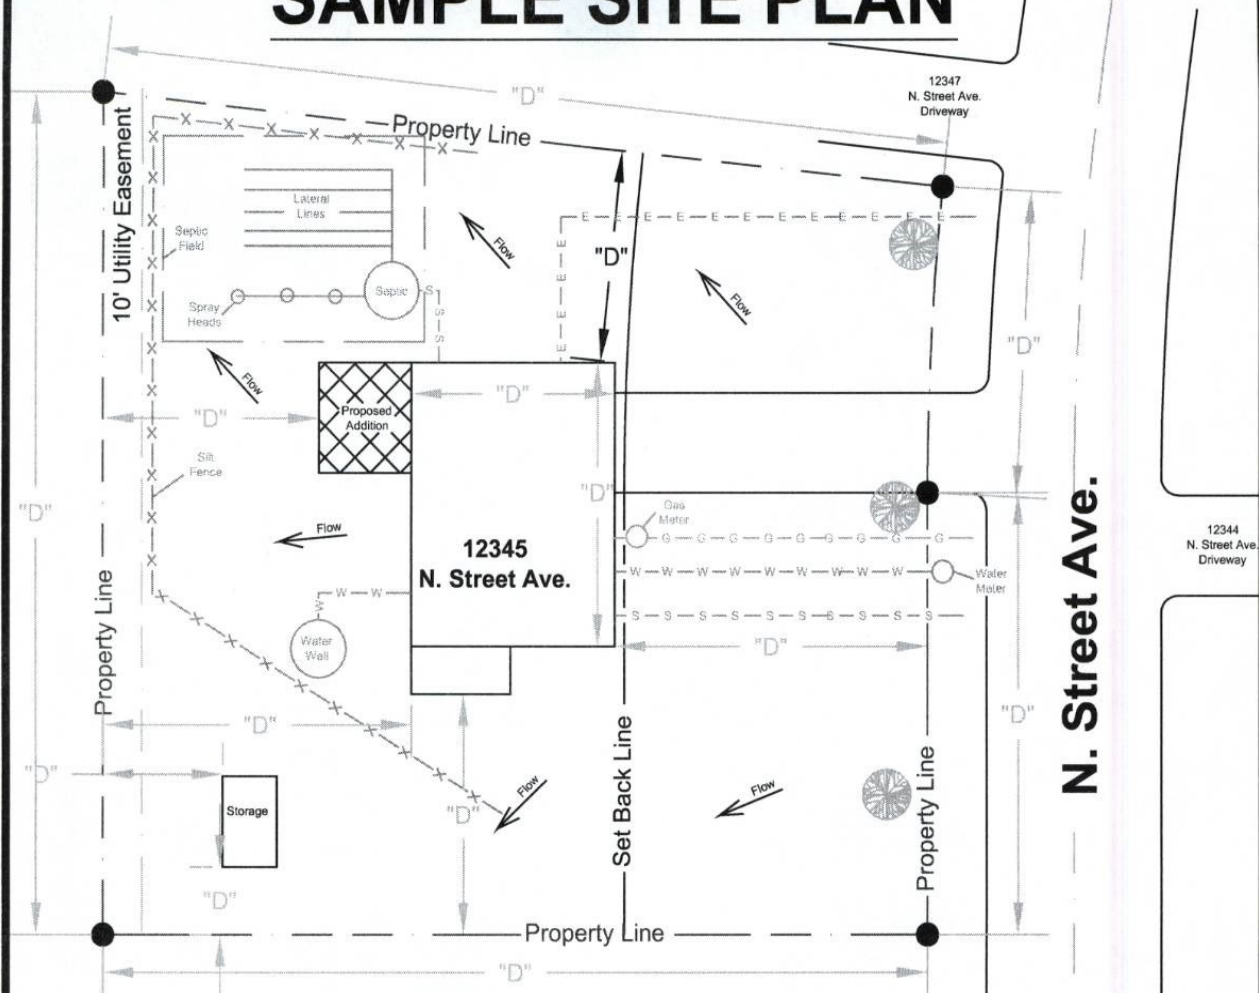 SAMPLE SITE PLAN
12347
N. Street Ave.
Driveway
"D"
Property Line
10' Utility Easement
Lateral
Lines
Septic
Field
Septic
S
S
S
Spray
Heads
Flow
Flow
Flow
E E E E E E E E E E E E
E
E
E
E
E
"D"
"D"
"D"
"D"
Proposed
Addition
Silt
Fence
"D"
"D"
Gas
Meter
G G G G G G G G G
12345
N. Street Ave.
Flow
W W W W W W W W W
Water
Meter
W W W
Water
Wall
S S S S S S S S S S
"D"
12344
N. Street Ave.
Driveway
N. Street Ave.
Property Line
"D"
"D"
"D"
Storage
"D"
Flow
Flow
"D"
Set Back Line
Property Line
Property Line
"D"
X X X X X X X
X X X X X X X X X X X
X X X X X X X X X X